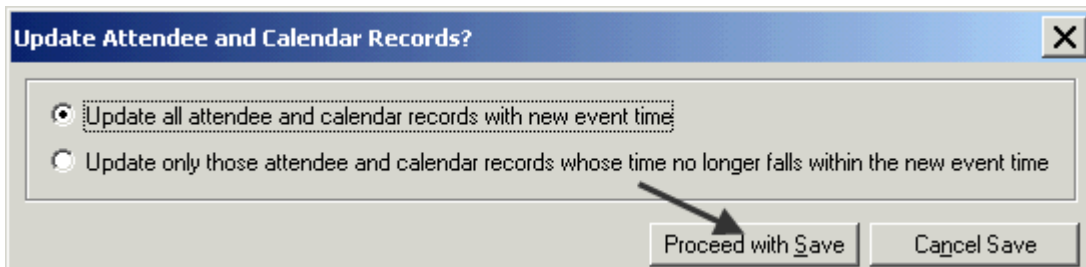 Update Attendee and Calendar Records?
Update all attendee and calendar records with new event time
Update only those attendee and calendar records whose time no longer falls within the new event time
Proceed with Save Cancel Save